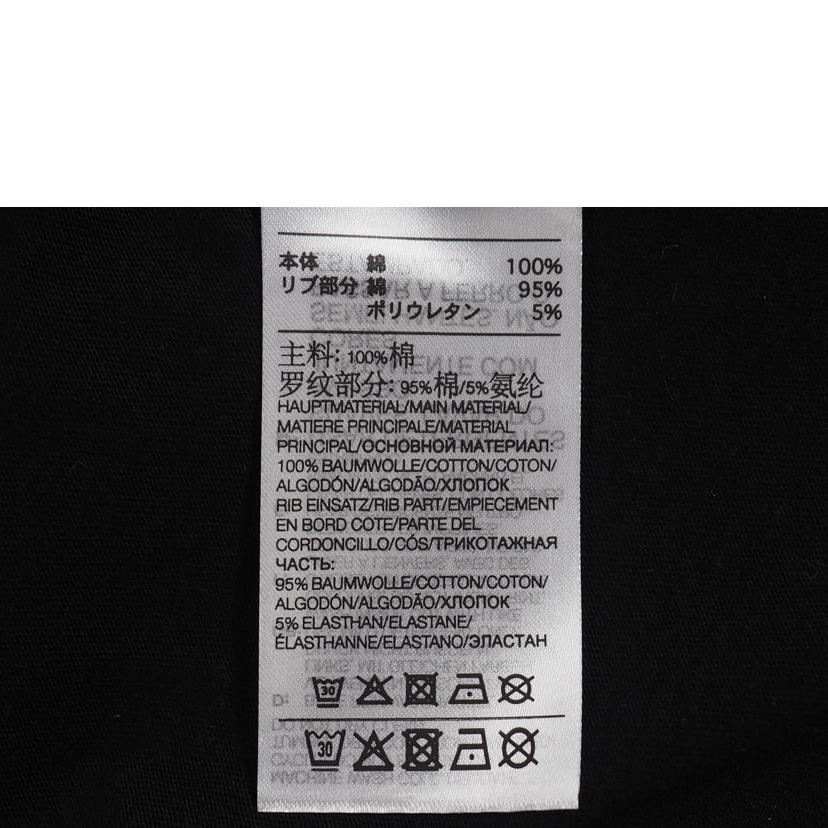 本体 綿 100%
リブ部分 綿 95%
ポリウレタン 5%
主料: 100%棉
罗纹部分: 95%棉/5%氨纶
HAUPTMATERIAL/MAIN MATERIAL/
MATIERE PRINCIPALE/MATERIAL
PRINCIPAL/ОСНОВНОЙ МАТЕРИАЛ:
100% BAUMWOLLE/COTTON/COTON/
ALGODÓN/ALGODÃO/ХЛОПОК
RIB EINSATZ/RIB PART/EMPIECEMENT
EN BORD COTE/PARTE DEL
CORDONCILLO/CÓS/ТРИКОТАЖНАЯ
ЧАСТЬ:
95% BAUMWOLLE/COTTON/COTON/
ALGODÓN/ALGODÃO/ХЛОПОК
5% ELASTHAN/ELASTANE/
ÉLASTHANNE/ELASTANO/ЭЛАСТАН
30
30